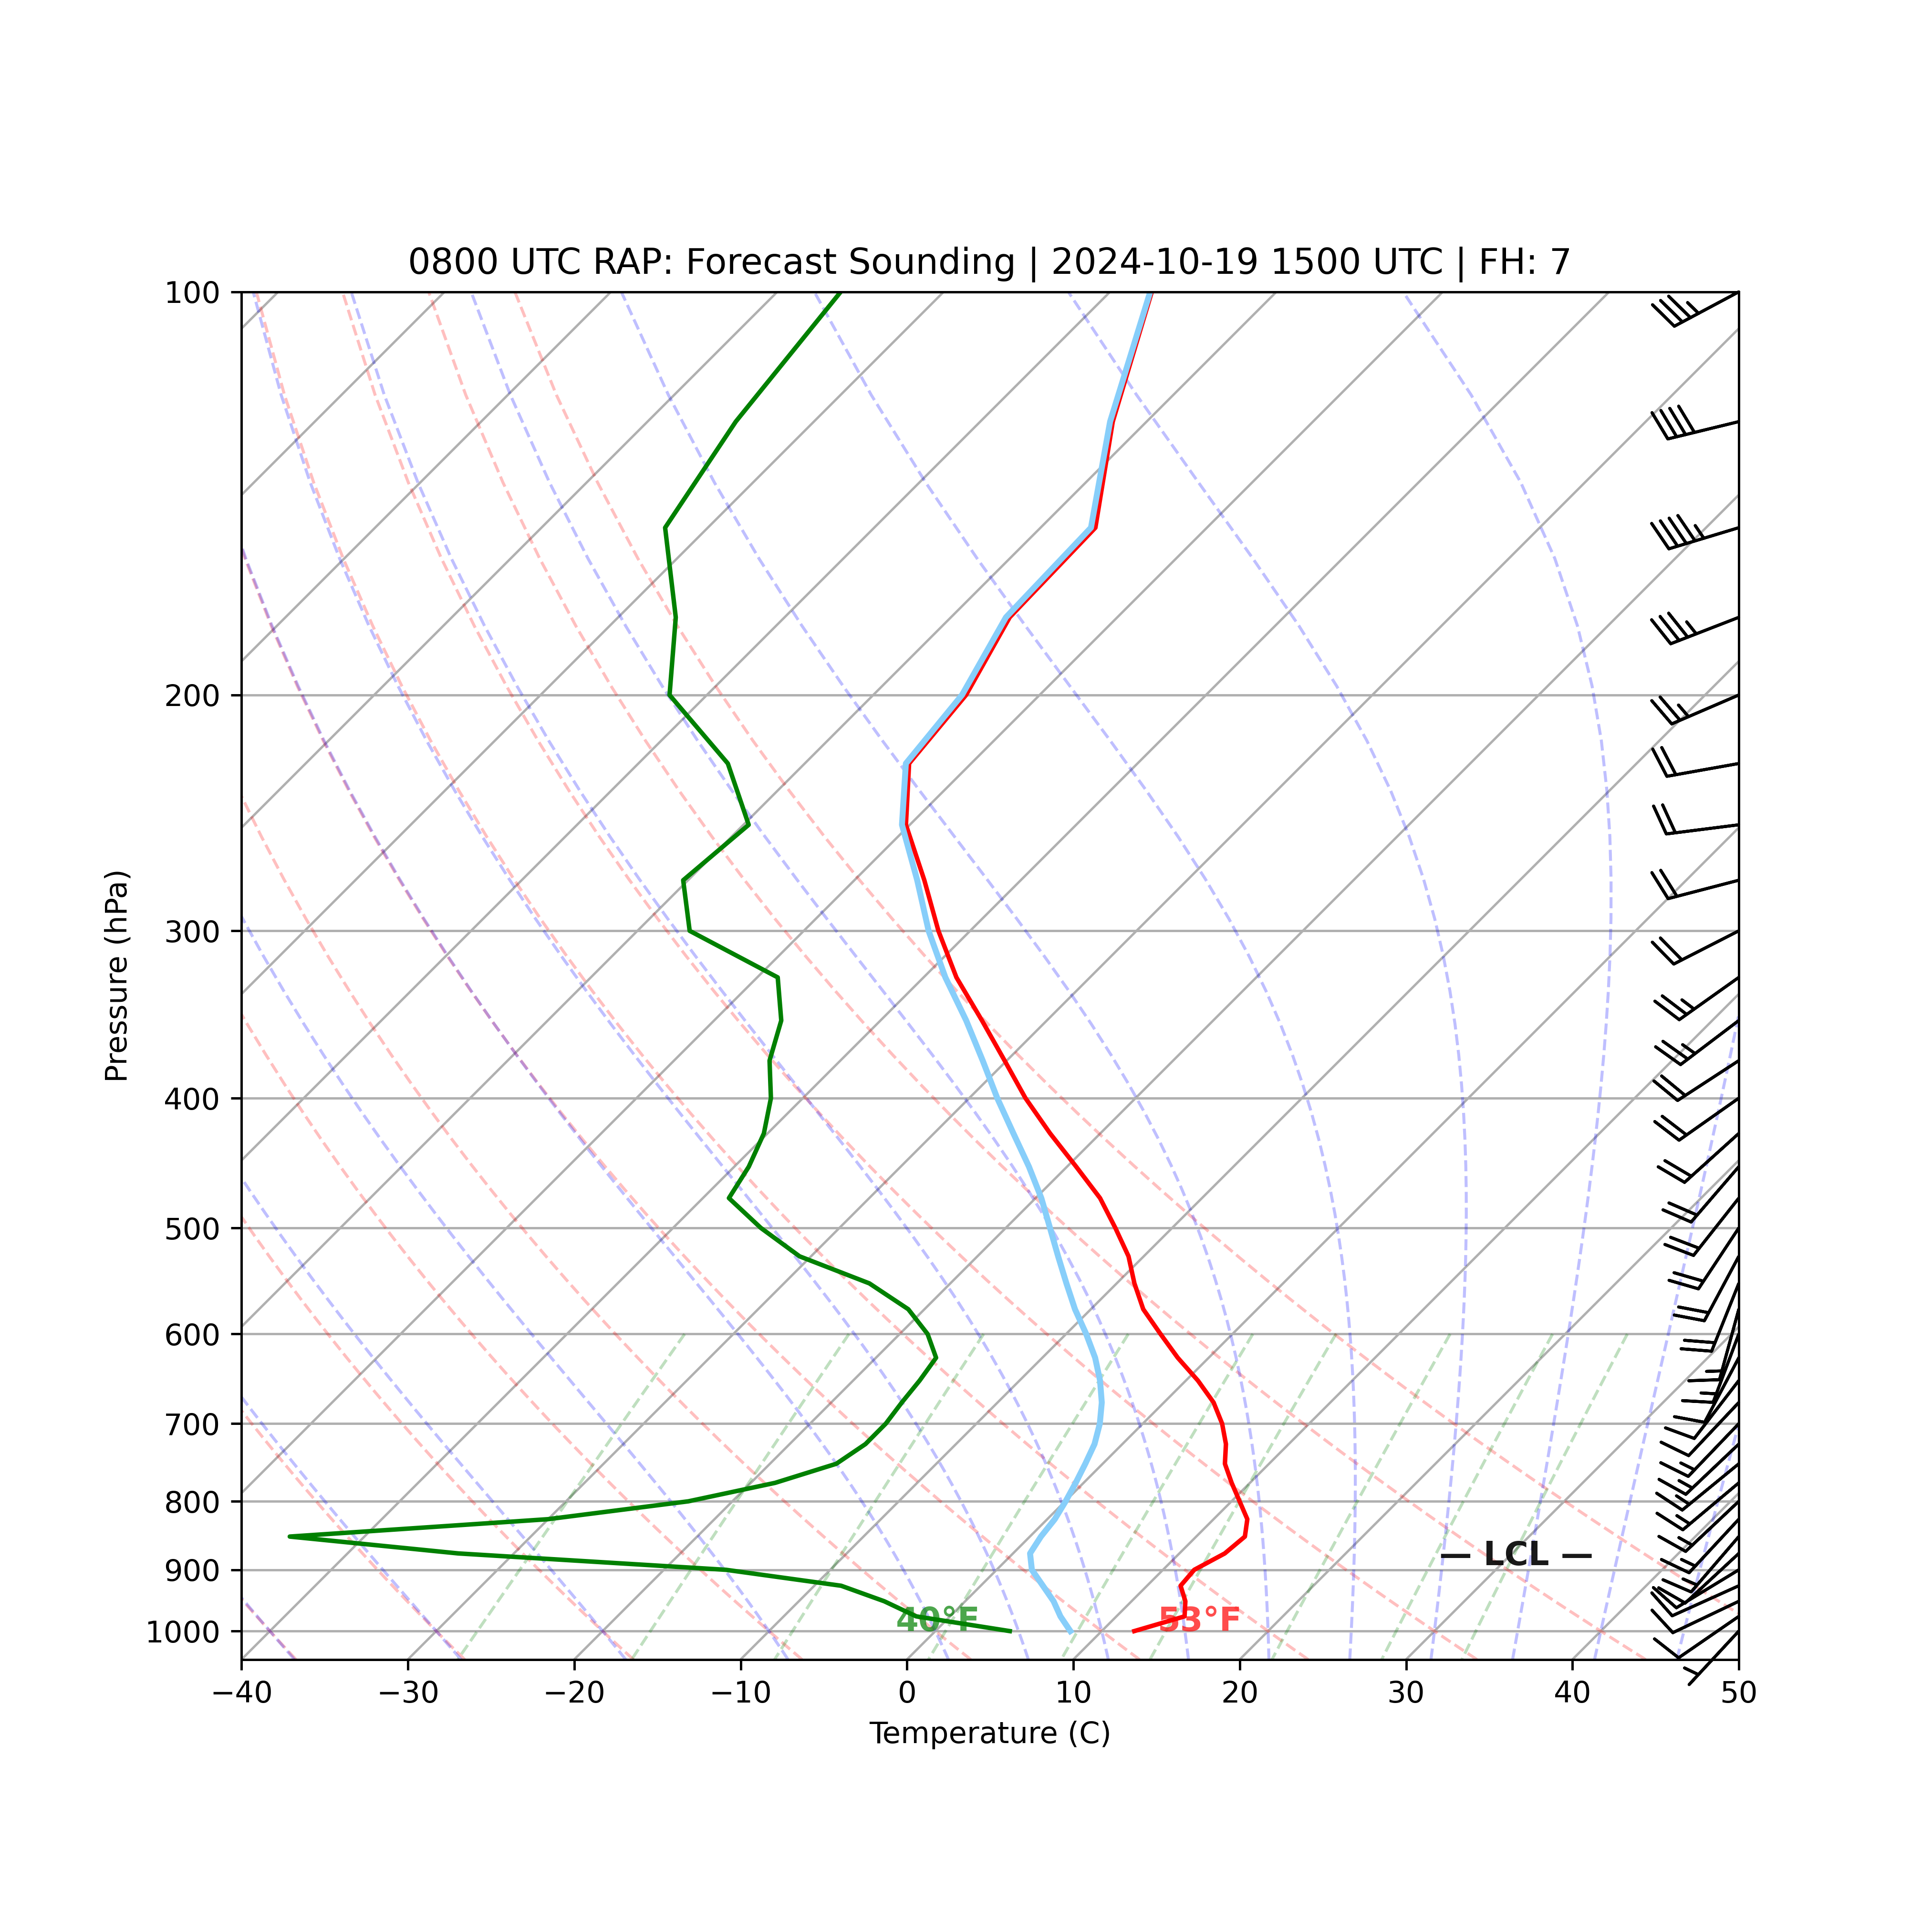 0800 UTC RAP: Forecast Sounding | 2024-10-19 1500 UTC | FH: 7
100
200
300
400
500
600
700
800
900
1000
Pressure (hPa)
— LCL —
40°F
53°F
−40 −30 −20 −10 0 10 20 30 40 50
Temperature (C)